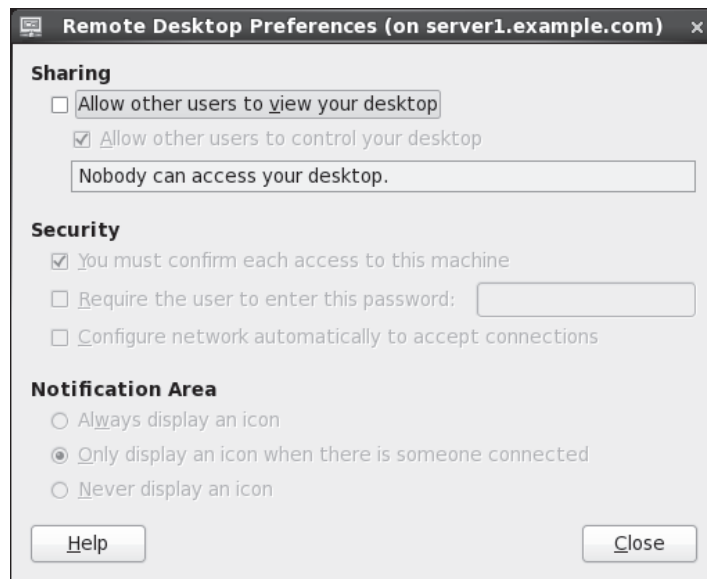 Remote Desktop Preferences (on server1.example.com)
Sharing
Allow other users to view your desktop
Allow other users to control your desktop
Nobody can access your desktop.
Security
You must confirm each access to this machine
Require the user to enter this password:
Configure network automatically to accept connections
Notification Area
Always display an icon
Only display an icon when there is someone connected
Never display an icon
Help
Close